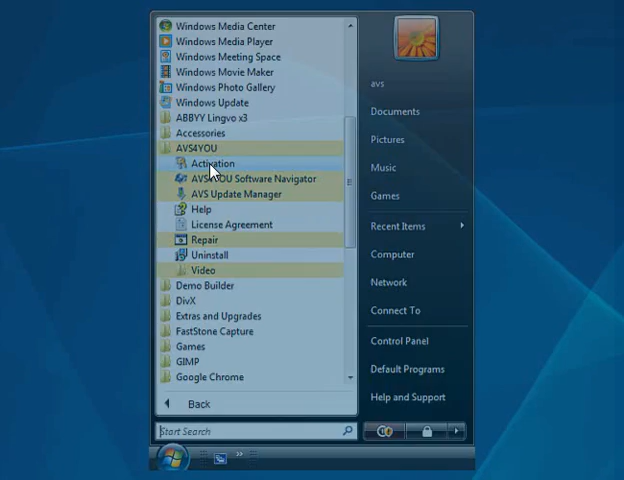 Windows Media Center
Windows Media Player
Windows Meeting Space
Windows Movie Maker
Windows Photo Gallery
Windows Update
ABBYY Lingvo x3
Accessories
AVS4YOU
Activation
AVS4YOU Software Navigator
AVS Update Manager
Help
License Agreement
Repair
Uninstall
Video
Demo Builder
DivX
Extras and Upgrades
FastStone Capture
Games
GIMP
Google Chrome
Back
Start Search
avs
Documents
Pictures
Music
Games
Recent Items
Computer
Network
Connect To
Control Panel
Default Programs
Help and Support